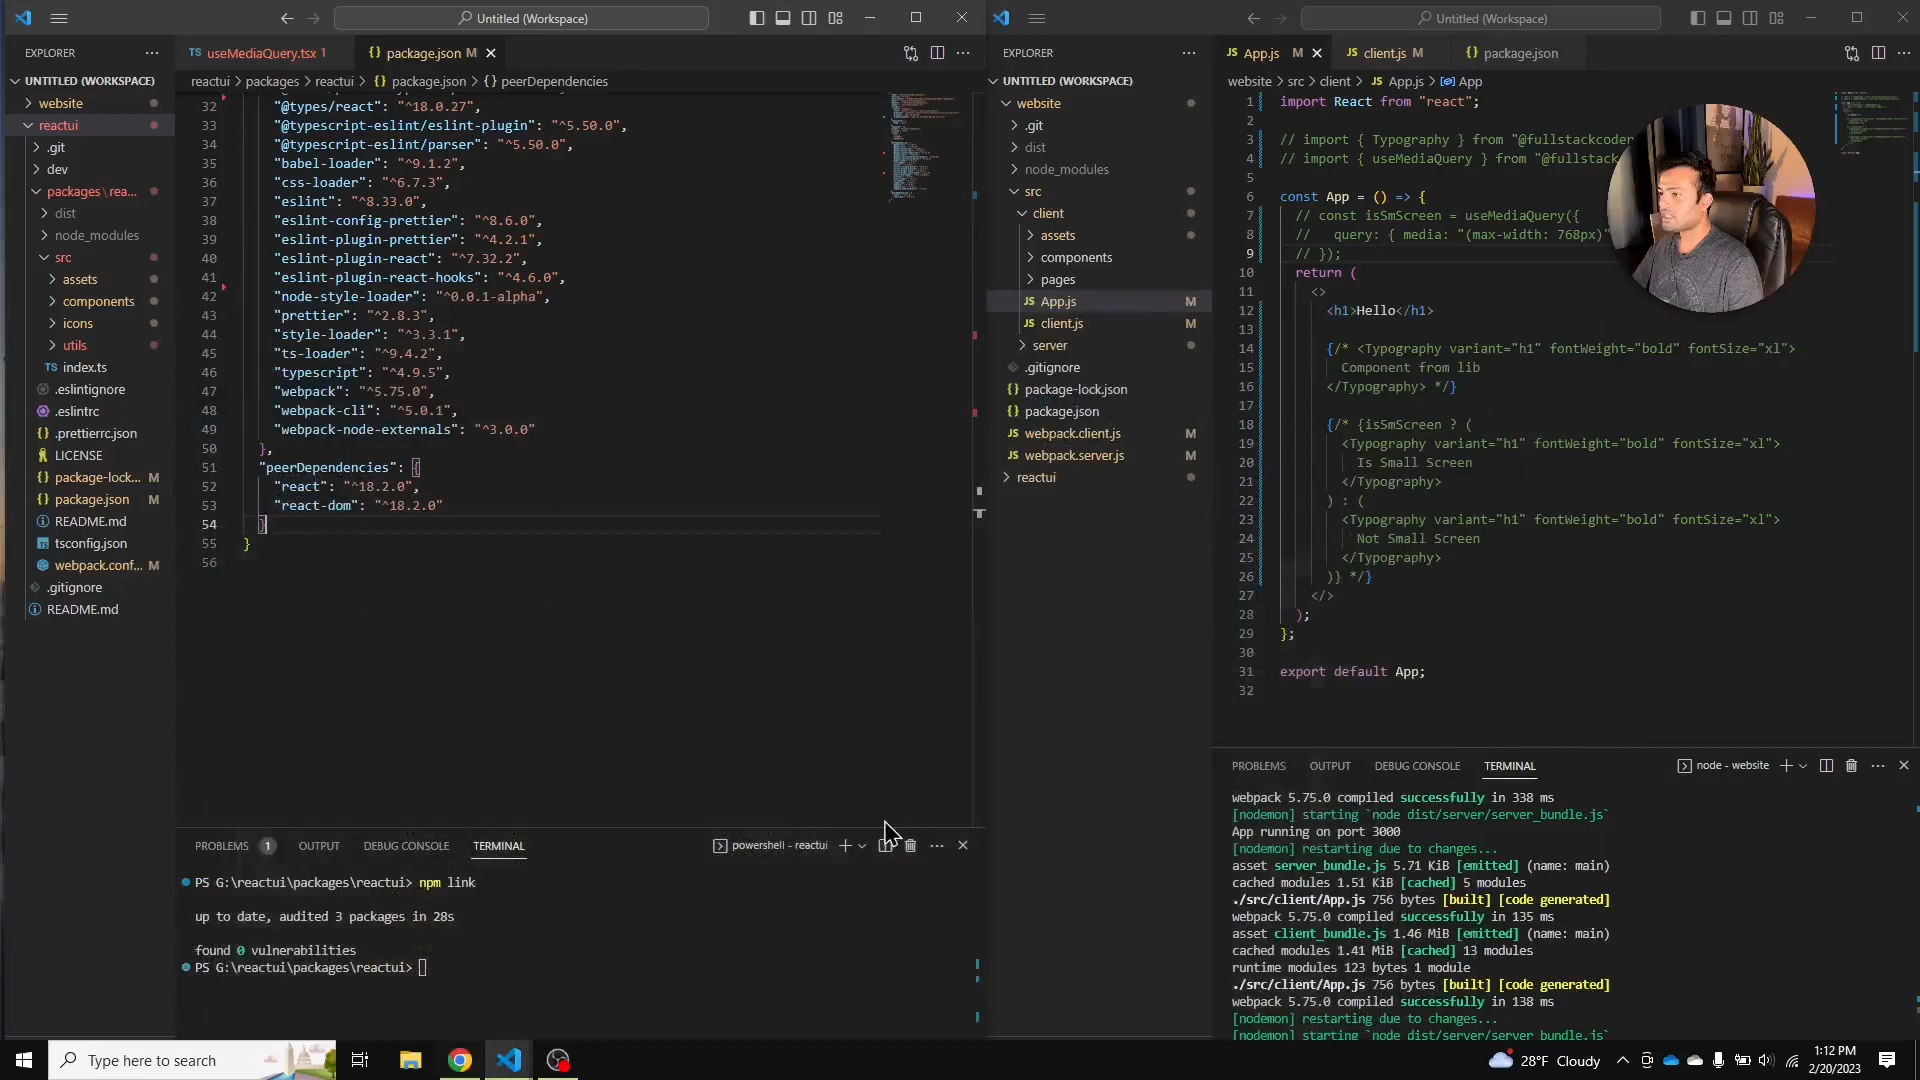 Untitled (Workspace)
EXPLORER
UNTITLED (WORKSPACE)
website
reactui
.git
dev
packages\rea...
dist
node_modules
src
assets
components
icons
utils
TS index.ts
.eslintignore
.eslintrc
{} .prettierrc.json
LICENSE
{} package-lock... M
{} package.json M
README.md
tsconfig.json
webpack.conf... M
.gitignore
README.md
TS useMediaQuery.tsx 1
{} package.json M
reactui > packages > reactui > {} package.json > {} peerDependencies
32 "@types/react": "^18.0.27",
33 "@typescript-eslint/eslint-plugin": "^5.50.0",
34 "@typescript-eslint/parser": "^5.50.0",
35 "babel-loader": "^9.1.2",
36 "css-loader": "^6.7.3",
37 "eslint": "^8.33.0",
38 "eslint-config-prettier": "^8.6.0",
39 "eslint-plugin-prettier": "^4.2.1",
40 "eslint-plugin-react": "^7.32.2",
41 "eslint-plugin-react-hooks": "^4.6.0",
42 "node-style-loader": "^0.0.1-alpha",
43 "prettier": "^2.8.3",
44 "style-loader": "^3.3.1",
45 "ts-loader": "^9.4.2",
46 "typescript": "^4.9.5",
47 "webpack": "^5.75.0",
48 "webpack-cli": "^5.0.1",
49 "webpack-node-externals": "^3.0.0"
50 },
51 "peerDependencies": {
52 "react": "^18.2.0",
53 "react-dom": "^18.2.0"
54 }
55 }
56
PROBLEMS 1 OUTPUT DEBUG CONSOLE TERMINAL
powershell - reactui
PS G:\reactui\packages\reactui> npm link
up to date, audited 3 packages in 28s
found 0 vulnerabilities
PS G:\reactui\packages\reactui>
Untitled (Workspace)
EXPLORER
UNTITLED (WORKSPACE)
website
.git
dist
node_modules
src
client
assets
components
pages
JS App.js M
JS client.js M
server
.gitignore
{} package-lock.json
{} package.json
JS webpack.client.js M
JS webpack.server.js M
reactui
JS App.js M
JS client.js M
{} package.json
website > src > client > JS App.js > App
1 import React from "react";
2
3 // import { Typography } from "@fullstackcoder
4 // import { useMediaQuery } from "@fullstack
5
6 const App = () => {
7 // const isSmScreen = useMediaQuery({
8 // query: { media: "(max-width: 768px)"
9 // });
10 return (
11 <>
12 <h1>Hello</h1>
13
14 {/* <Typography variant="h1" fontWeight="bold" fontSize="xl">
15 Component from lib
16 </Typography> */}
17
18 {/* {isSmScreen ? (
19 <Typography variant="h1" fontWeight="bold" fontSize="xl">
20 Is Small Screen
21 </Typography>
22 ) : (
23 <Typography variant="h1" fontWeight="bold" fontSize="xl">
24 Not Small Screen
25 </Typography>
26 )} */}
27 </>
28 );
29 };
30
31 export default App;
32
PROBLEMS OUTPUT DEBUG CONSOLE TERMINAL
node - website
webpack 5.75.0 compiled successfully in 338 ms
[nodemon] starting `node dist/server/server_bundle.js`
App running on port 3000
[nodemon] restarting due to changes...
asset server_bundle.js 5.71 KiB [emitted] (name: main)
cached modules 1.51 KiB [cached] 5 modules
./src/client/App.js 756 bytes [built] [code generated]
webpack 5.75.0 compiled successfully in 135 ms
asset client_bundle.js 1.46 MiB [emitted] (name: main)
cached modules 1.41 MiB [cached] 13 modules
runtime modules 123 bytes 1 module
./src/client/App.js 756 bytes [built] [code generated]
webpack 5.75.0 compiled successfully in 138 ms
[nodemon] restarting due to changes...
[nodemon] starting `node dist/server/server_bundle.js`
Type here to search
28°F Cloudy
1:12 PM
2/20/2023